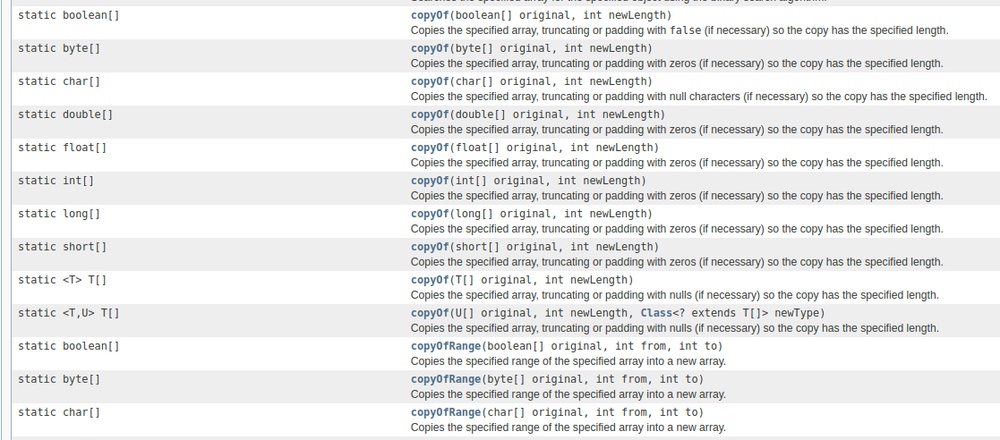 static boolean[] copyOf(boolean[] original, int newLength)
Copies the specified array, truncating or padding with false (if necessary) so the copy has the specified length.
static byte[] copyOf(byte[] original, int newLength)
Copies the specified array, truncating or padding with zeros (if necessary) so the copy has the specified length.
static char[] copyOf(char[] original, int newLength)
Copies the specified array, truncating or padding with null characters (if necessary) so the copy has the specified length.
static double[] copyOf(double[] original, int newLength)
Copies the specified array, truncating or padding with zeros (if necessary) so the copy has the specified length.
static float[] copyOf(float[] original, int newLength)
Copies the specified array, truncating or padding with zeros (if necessary) so the copy has the specified length.
static int[] copyOf(int[] original, int newLength)
Copies the specified array, truncating or padding with zeros (if necessary) so the copy has the specified length.
static long[] copyOf(long[] original, int newLength)
Copies the specified array, truncating or padding with zeros (if necessary) so the copy has the specified length.
static short[] copyOf(short[] original, int newLength)
Copies the specified array, truncating or padding with zeros (if necessary) so the copy has the specified length.
static <T> T[] copyOf(T[] original, int newLength)
Copies the specified array, truncating or padding with nulls (if necessary) so the copy has the specified length.
static <T,U> T[] copyOf(U[] original, int newLength, Class<? extends T[]> newType)
Copies the specified array, truncating or padding with nulls (if necessary) so the copy has the specified length.
static boolean[] copyOfRange(boolean[] original, int from, int to)
Copies the specified range of the specified array into a new array.
static byte[] copyOfRange(byte[] original, int from, int to)
Copies the specified range of the specified array into a new array.
static char[] copyOfRange(char[] original, int from, int to)
Copies the specified range of the specified array into a new array.